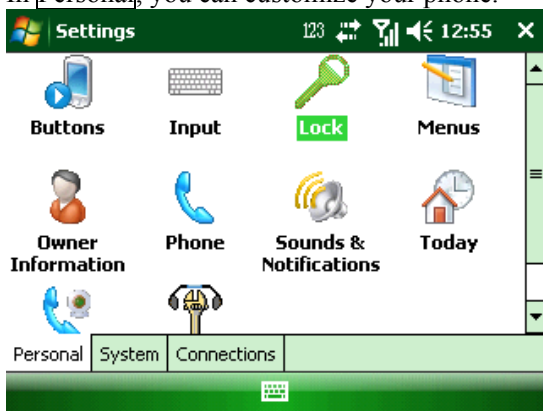 In Personal, you can customize your phone.
Settings 123 12:55
Buttons Input Lock Menus
Owner Information Phone Sounds & Notifications Today
Personal System Connections